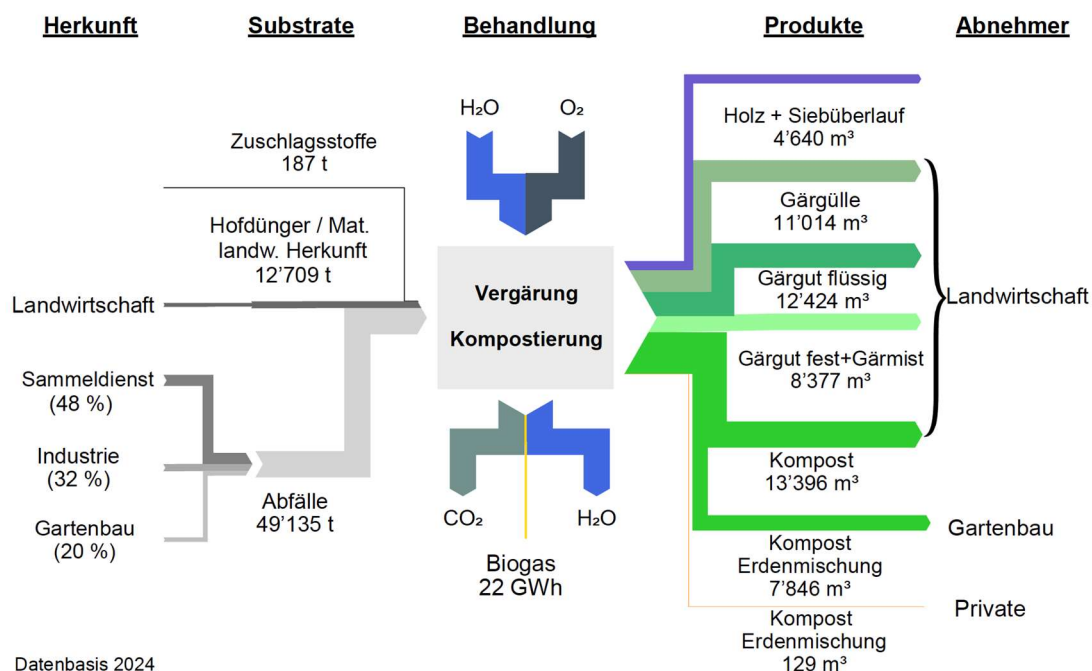 Herkunft
Substrate
Behandlung
Produkte
Abnehmer
Zuschlagsstoffe
187 t
Hofdünger / Mat.
landw. Herkunft
12’709 t
Landwirtschaft
Sammeldienst
(48 %)
Industrie
(32 %)
Gartenbau
(20 %)
Abfälle
49’135 t
H₂O
O₂
Vergärung
Kompostierung
CO₂
H₂O
Biogas
22 GWh
Holz + Siebüberlauf
4’640 m³
Gärgülle
11’014 m³
Gärgut flüssig
12’424 m³
Gärgut fest+Gärmist
8’377 m³
Kompost
13’396 m³
Kompost
Erdenmischung
7’846 m³
Kompost
Erdenmischung
129 m³
Landwirtschaft
Gartenbau
Private
Datenbasis 2024